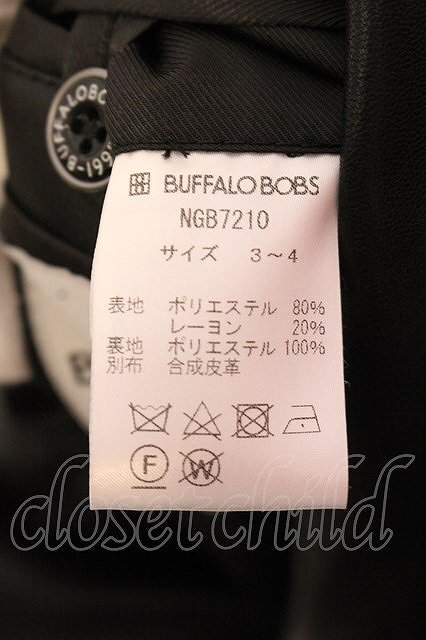 BUFFALOBO
BUFFALO BOBS
NGB7210
サイズ 3〜4
表地 ポリエステル 80%
レーヨン 20%
裏地 ポリエステル 100%
別布 合成皮革
F W
closet child